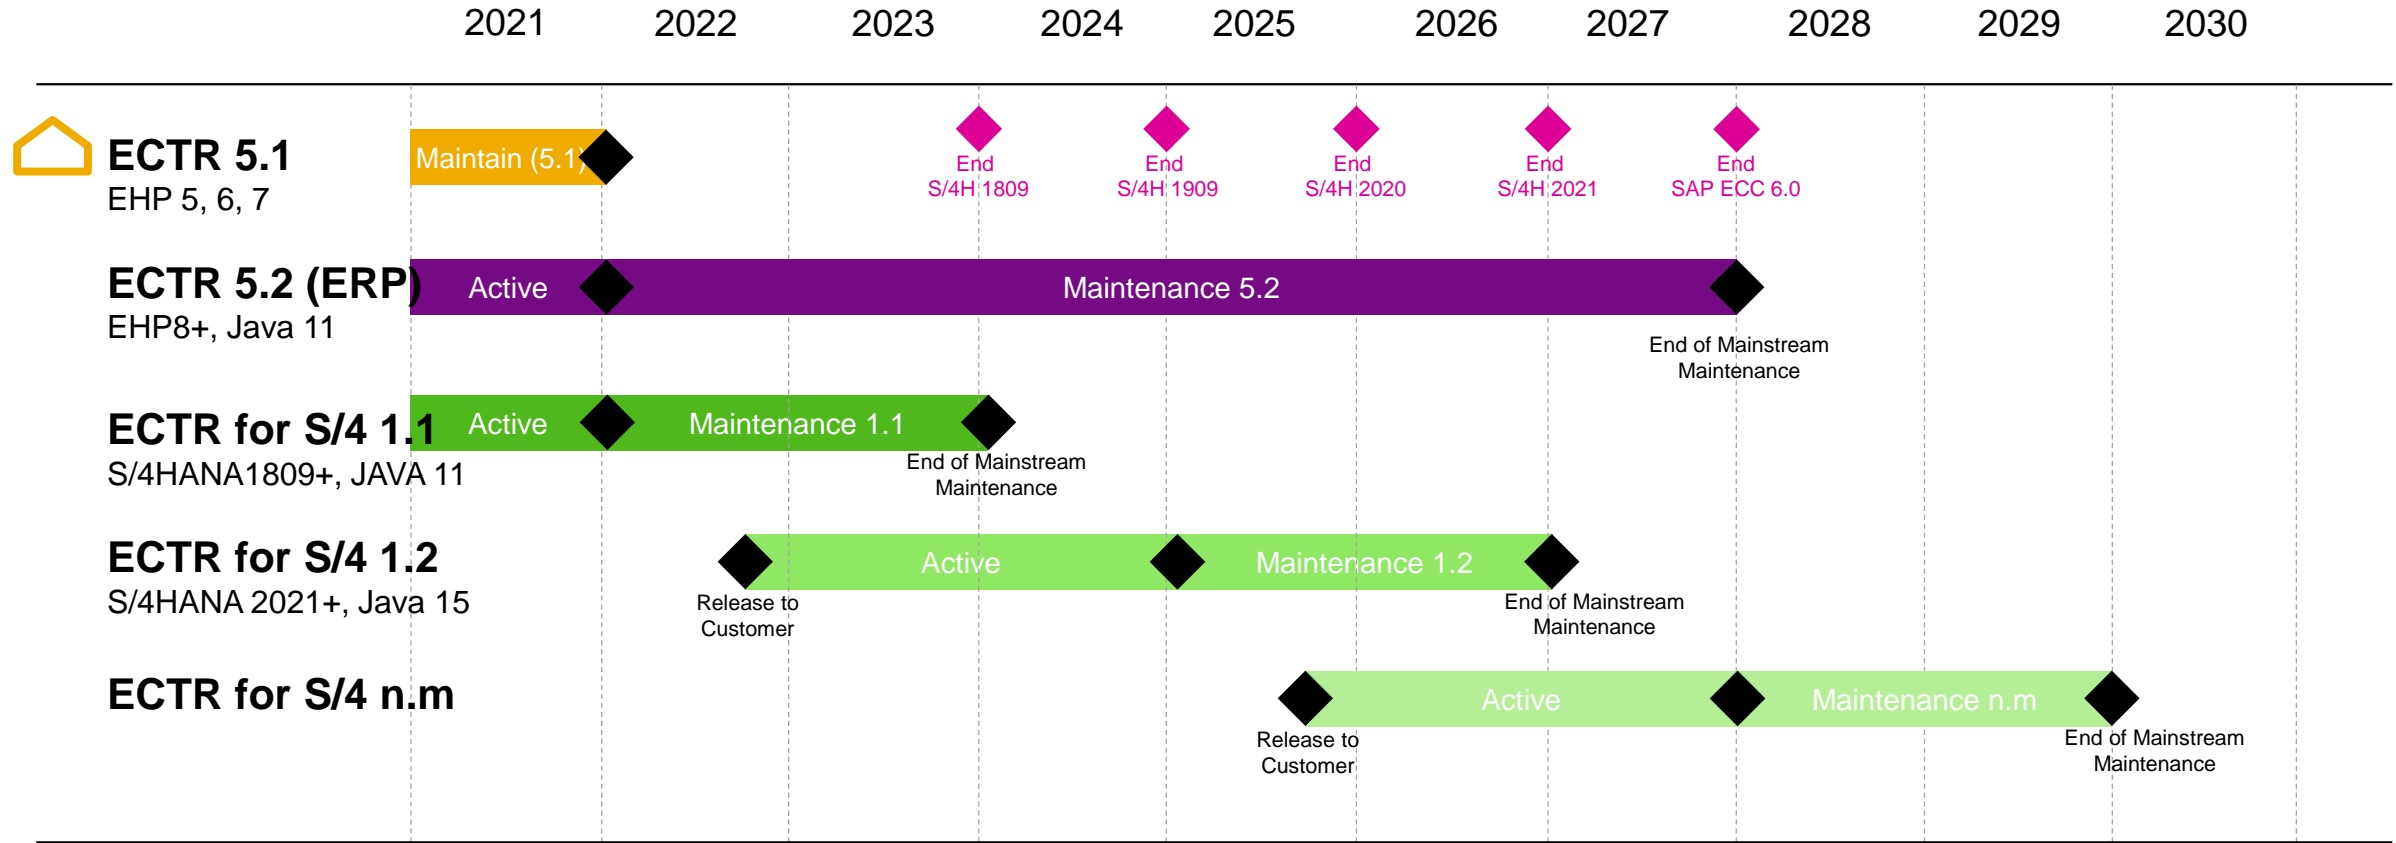 2021 2022 2023 2024 2025 2026 2027 2028 2029 2030
ECTR 5.1
EHP 5, 6, 7
Maintain (5.1)
End
S/4H 1809
End
S/4H 1909
End
S/4H 2020
End
S/4H 2021
End
SAP ECC 6.0
ECTR 5.2 (ERP)
EHP8+, Java 11
Active
Maintenance 5.2
End of Mainstream
Maintenance
ECTR for S/4 1.1
S/4HANA1809+, JAVA 11
Active
Maintenance 1.1
End of Mainstream
Maintenance
ECTR for S/4 1.2
S/4HANA 2021+, Java 15
Active
Maintenance 1.2
Release to
Customer
End of Mainstream
Maintenance
ECTR for S/4 n.m
Active
Maintenance n.m
Release to
Customer
End of Mainstream
Maintenance